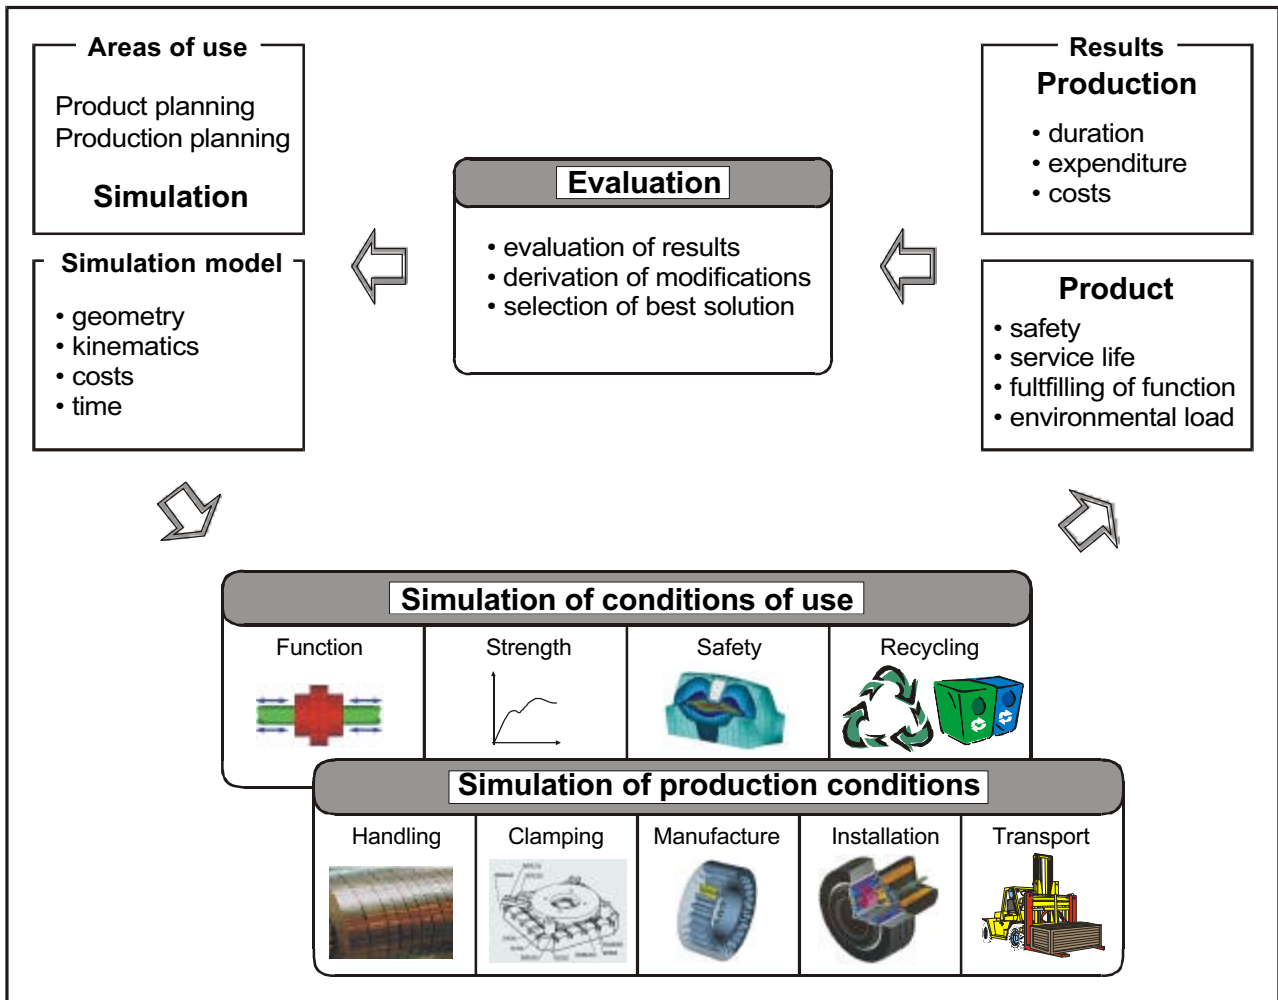 Areas of use
Product planning
Production planning
Simulation
Simulation model
• geometry
• kinematics
• costs
• time
Evaluation
• evaluation of results
• derivation of modifications
• selection of best solution
Results
Production
• duration
• expenditure
• costs
Product
• safety
• service life
• fultfilling of function
• environmental load
Simulation of conditions of use
Function
Strength
Safety
Recycling
Simulation of production conditions
Handling
Clamping
Manufacture
Installation
Transport